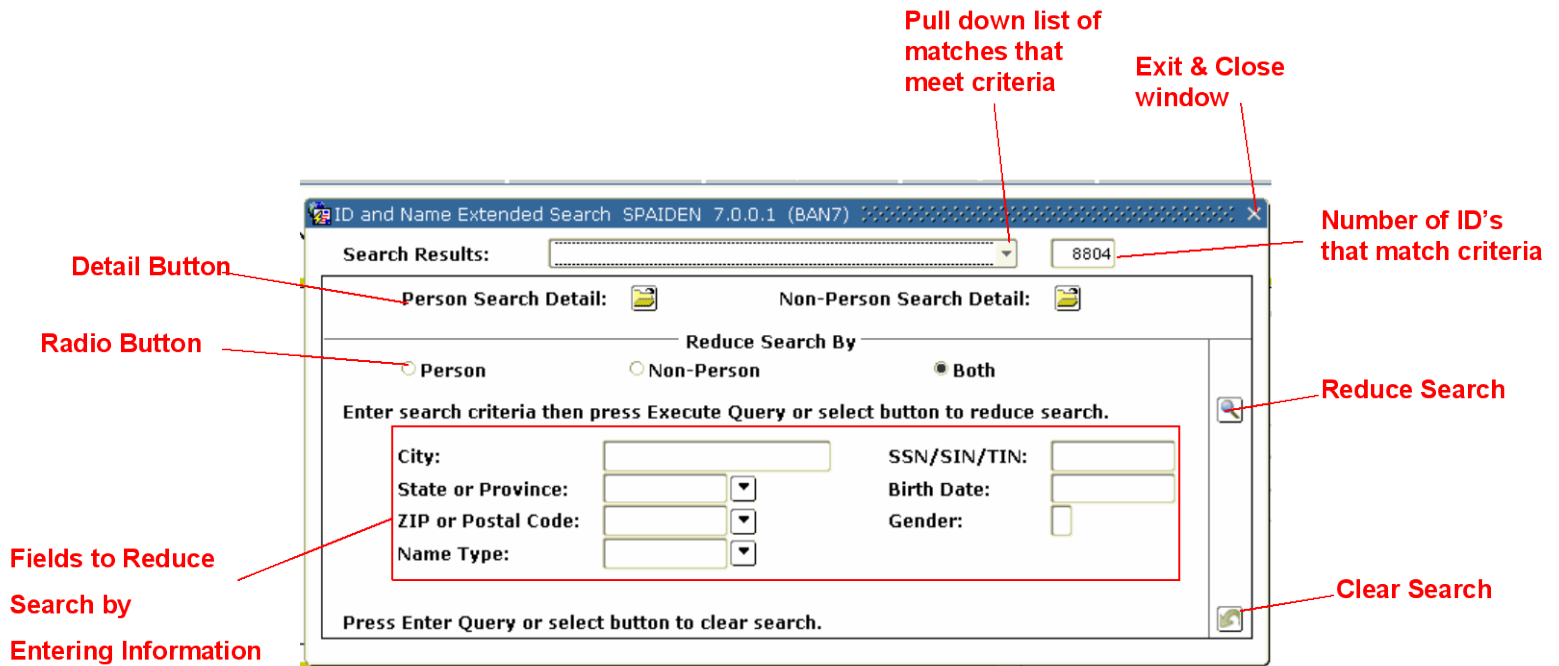 Pull down list of
matches that
meet criteria
Exit & Close
window
ID and Name Extended Search SPAIDEN 7.0.0.1 (BAN7)
Number of ID's
that match criteria
Search Results:
8804
Detail Button
Person Search Detail:
Non-Person Search Detail:
Radio Button
Reduce Search By
Person
Non-Person
Both
Reduce Search
Enter search criteria then press Execute Query or select button to reduce search.
City:
SSN/SIN/TIN:
State or Province:
Birth Date:
ZIP or Postal Code:
Gender:
Name Type:
Fields to Reduce
Search by
Entering Information
Clear Search
Press Enter Query or select button to clear search.